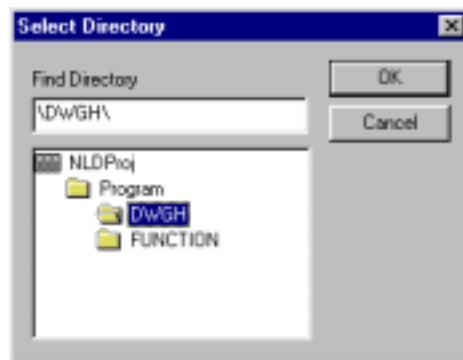 Select Directory
Find Directory
OK
\DWGH\
Cancel
NLDProj
Program
DWGH
FUNCTION